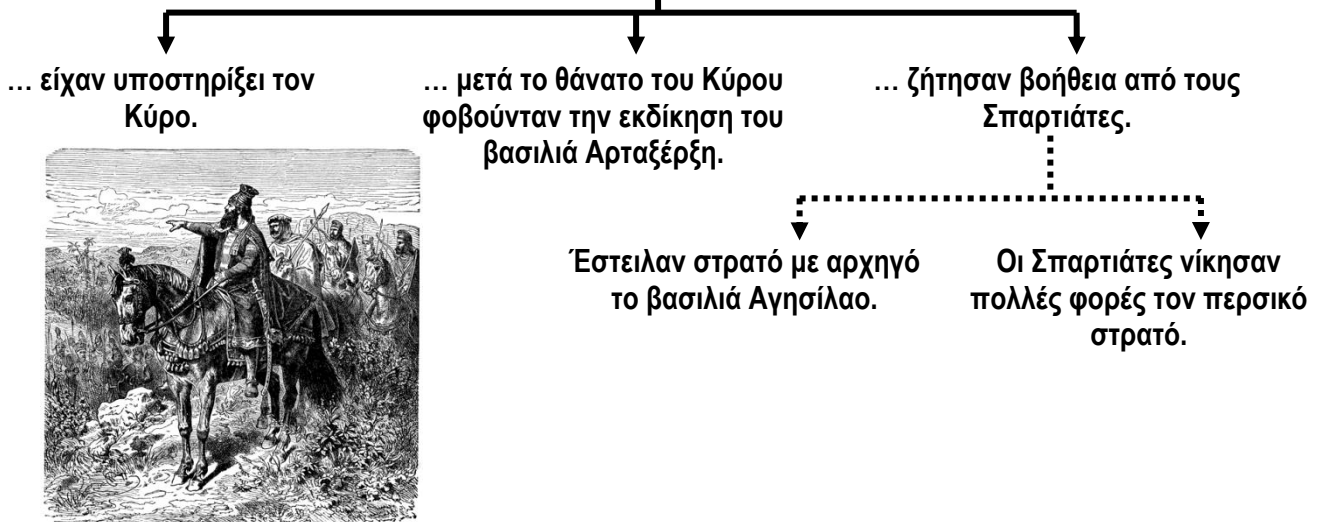 … είχαν υποστηρίξει τον
Κύρο.
… μετά το θάνατο του Κύρου
φοβούνταν την εκδίκηση του
βασιλιά Αρταξέρξη.
… ζήτησαν βοήθεια από τους
Σπαρτιάτες.
Έστειλαν στρατό με αρχηγό
το βασιλιά Αγησίλαο.
Οι Σπαρτιάτες νίκησαν
πολλές φορές τον περσικό
στρατό.